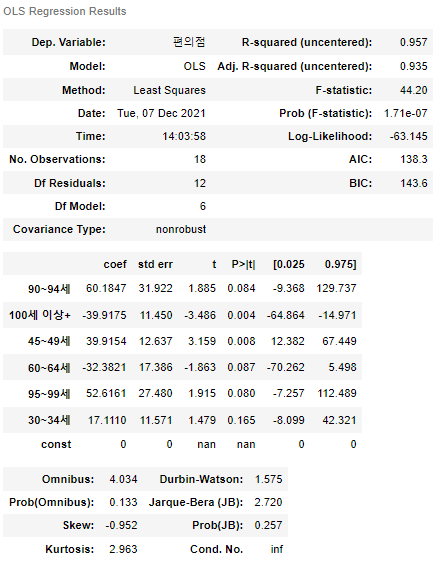 OLS Regression Results
Dep. Variable: 편의점 R-squared (uncentered): 0.957
Model: OLS Adj. R-squared (uncentered): 0.935
Method: Least Squares F-statistic: 44.20
Date: Tue, 07 Dec 2021 Prob (F-statistic): 1.71e-07
Time: 14:03:58 Log-Likelihood: -63.145
No. Observations: 18 AIC: 138.3
Df Residuals: 12 BIC: 143.6
Df Model: 6
Covariance Type: nonrobust
coef std err t P>|t| [0.025 0.975]
90~94세 60.1847 31.922 1.885 0.084 -9.368 129.737
100세 이상+ -39.9175 11.450 -3.486 0.004 -64.864 -14.971
45~49세 39.9154 12.637 3.159 0.008 12.382 67.449
60~64세 -32.3821 17.386 -1.863 0.087 -70.262 5.498
95~99세 52.6161 27.480 1.915 0.080 -7.257 112.489
30~34세 17.1110 11.571 1.479 0.165 -8.099 42.321
const 0 0 nan nan 0 0
Omnibus: 4.034 Durbin-Watson: 1.575
Prob(Omnibus): 0.133 Jarque-Bera (JB): 2.720
Skew: -0.952 Prob(JB): 0.257
Kurtosis: 2.963 Cond. No. inf